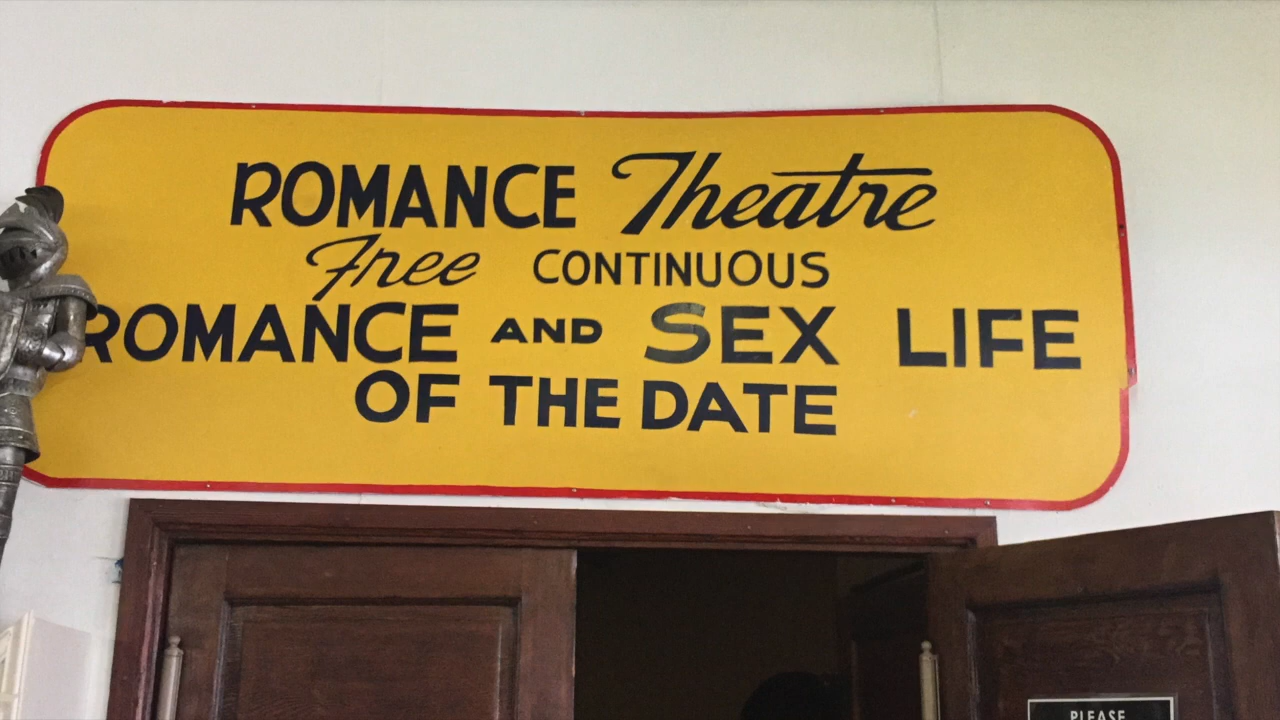 ROMANCE Theatre
Free CONTINUOUS
ROMANCE AND SEX LIFE
OF THE DATE
PLEASE